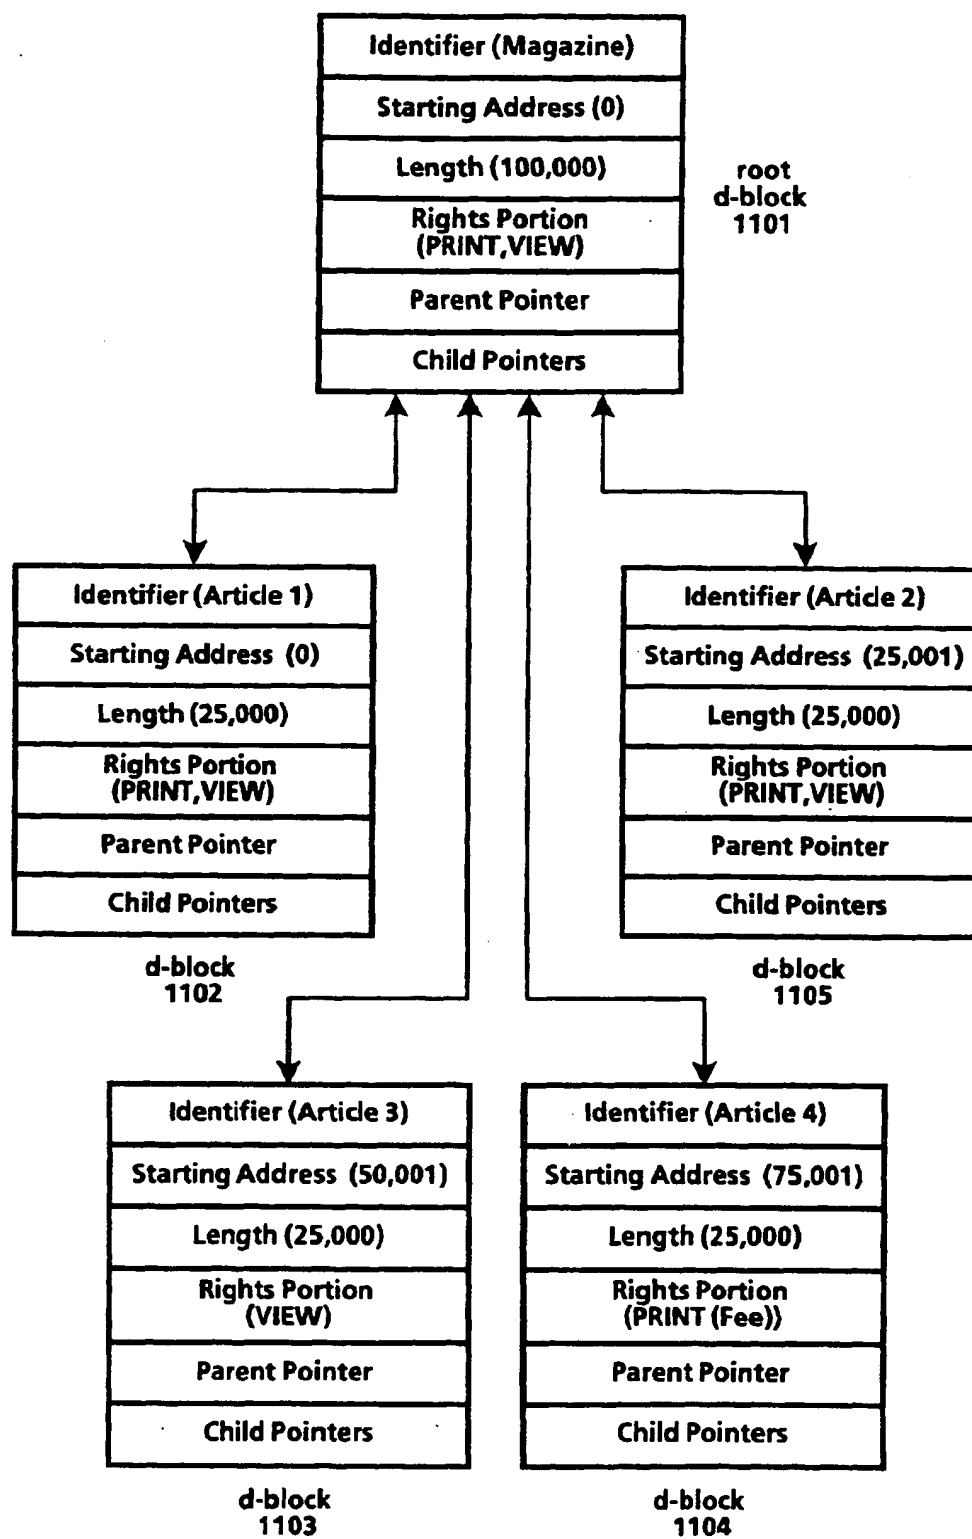 Identifier (Magazine)
Starting Address (0)
Length (100,000)
Rights Portion
(PRINT,VIEW)
Parent Pointer
Child Pointers
root
d-block
1101
Identifier (Article 1)
Starting Address (0)
Length (25,000)
Rights Portion
(PRINT,VIEW)
Parent Pointer
Child Pointers
d-block
1102
Identifier (Article 2)
Starting Address (25,001)
Length (25,000)
Rights Portion
(PRINT,VIEW)
Parent Pointer
Child Pointers
d-block
1105
Identifier (Article 3)
Starting Address (50,001)
Length (25,000)
Rights Portion
(VIEW)
Parent Pointer
Child Pointers
d-block
1103
Identifier (Article 4)
Starting Address (75,001)
Length (25,000)
Rights Portion
(PRINT (Fee))
Parent Pointer
Child Pointers
d-block
1104